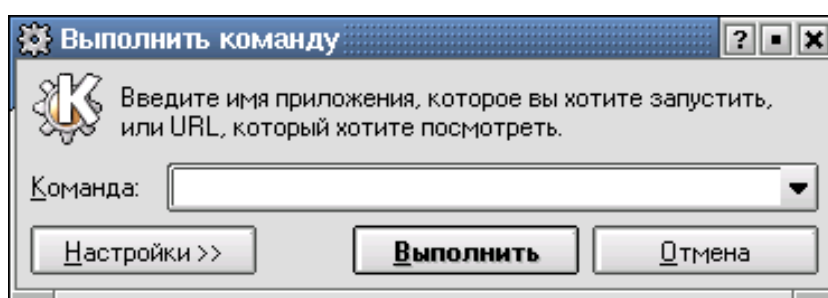 Выполнить команду
Введите имя приложения, которое вы хотите запустить,
или URL, который хотите посмотреть.
Команда:
Настройки >> Выполнить Отмена